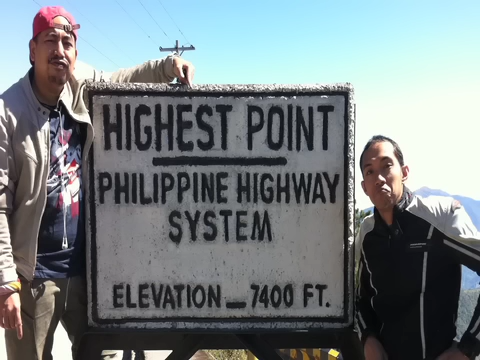 HIGHEST POINT
PHILIPPINE HIGHWAY
SYSTEM
ELEVATION — 7400 FT.